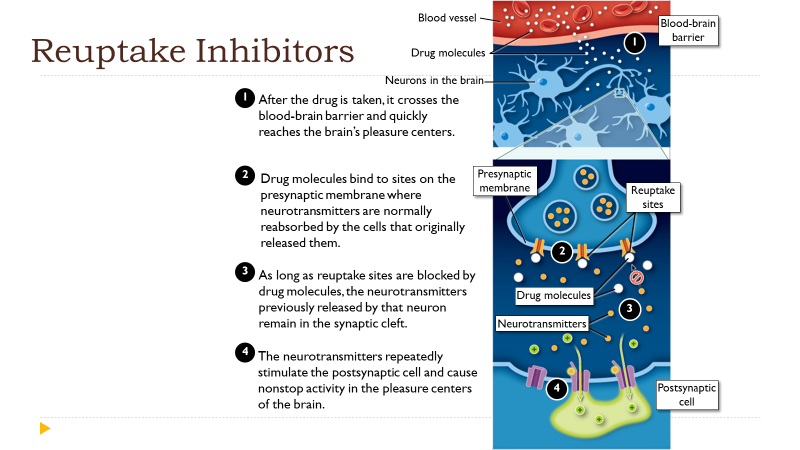 Reuptake Inhibitors
Blood vessel
Drug molecules
Neurons in the brain
Blood-brain
barrier
1
1
After the drug is taken, it crosses the
blood-brain barrier and quickly
reaches the brain's pleasure centers.
2
Drug molecules bind to sites on the
presynaptic membrane where
neurotransmitters are normally
reabsorbed by the cells that originally
released them.
3
As long as reuptake sites are blocked by
drug molecules, the neurotransmitters
previously released by that neuron
remain in the synaptic cleft.
4
The neurotransmitters repeatedly
stimulate the postsynaptic cell and cause
nonstop activity in the pleasure centers
of the brain.
Presynaptic
membrane
Reuptake
sites
2
Drug molecules
3
Neurotransmitters
4
Postsynaptic
cell